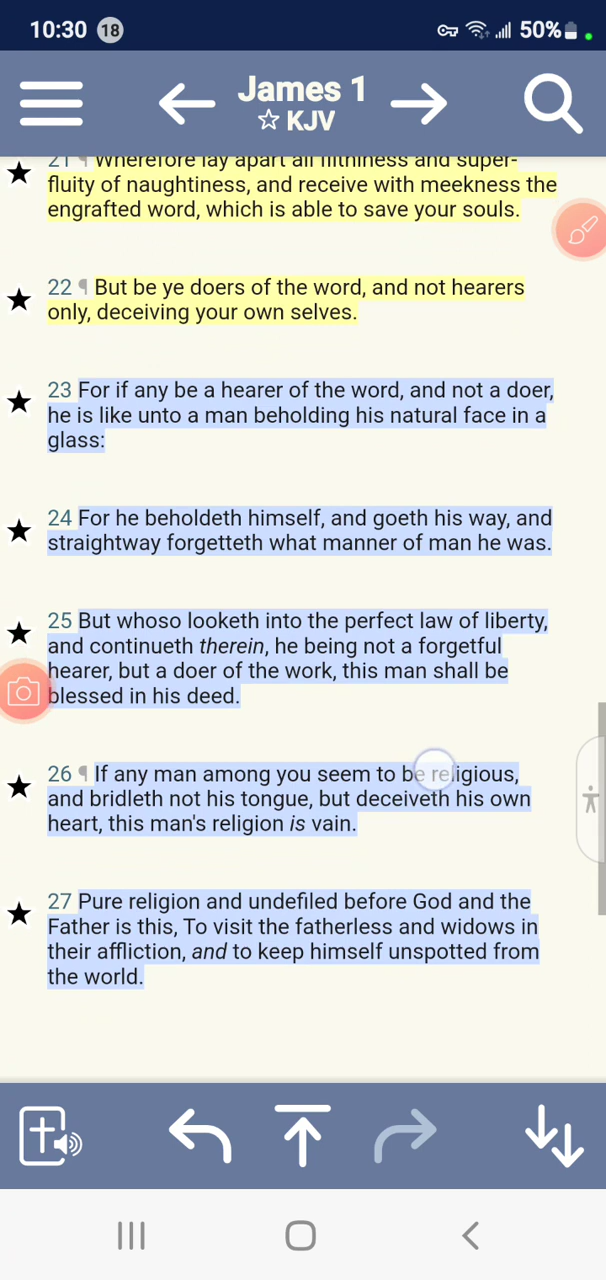 10:30 18 50%
James 1
☆ KJV
21 ¶ Wherefore lay apart all filthiness and super-
fluity of naughtiness, and receive with meekness the
engrafted word, which is able to save your souls.
22 ¶ But be ye doers of the word, and not hearers
only, deceiving your own selves.
23 For if any be a hearer of the word, and not a doer,
he is like unto a man beholding his natural face in a
glass:
24 For he beholdeth himself, and goeth his way, and
straightway forgetteth what manner of man he was.
25 But whoso looketh into the perfect law of liberty,
and continueth therein, he being not a forgetful
hearer, but a doer of the work, this man shall be
blessed in his deed.
26 ¶ If any man among you seem to be religious,
and bridleth not his tongue, but deceiveth his own
heart, this man's religion is vain.
27 Pure religion and undefiled before God and the
Father is this, To visit the fatherless and widows in
their affliction, and to keep himself unspotted from
the world.